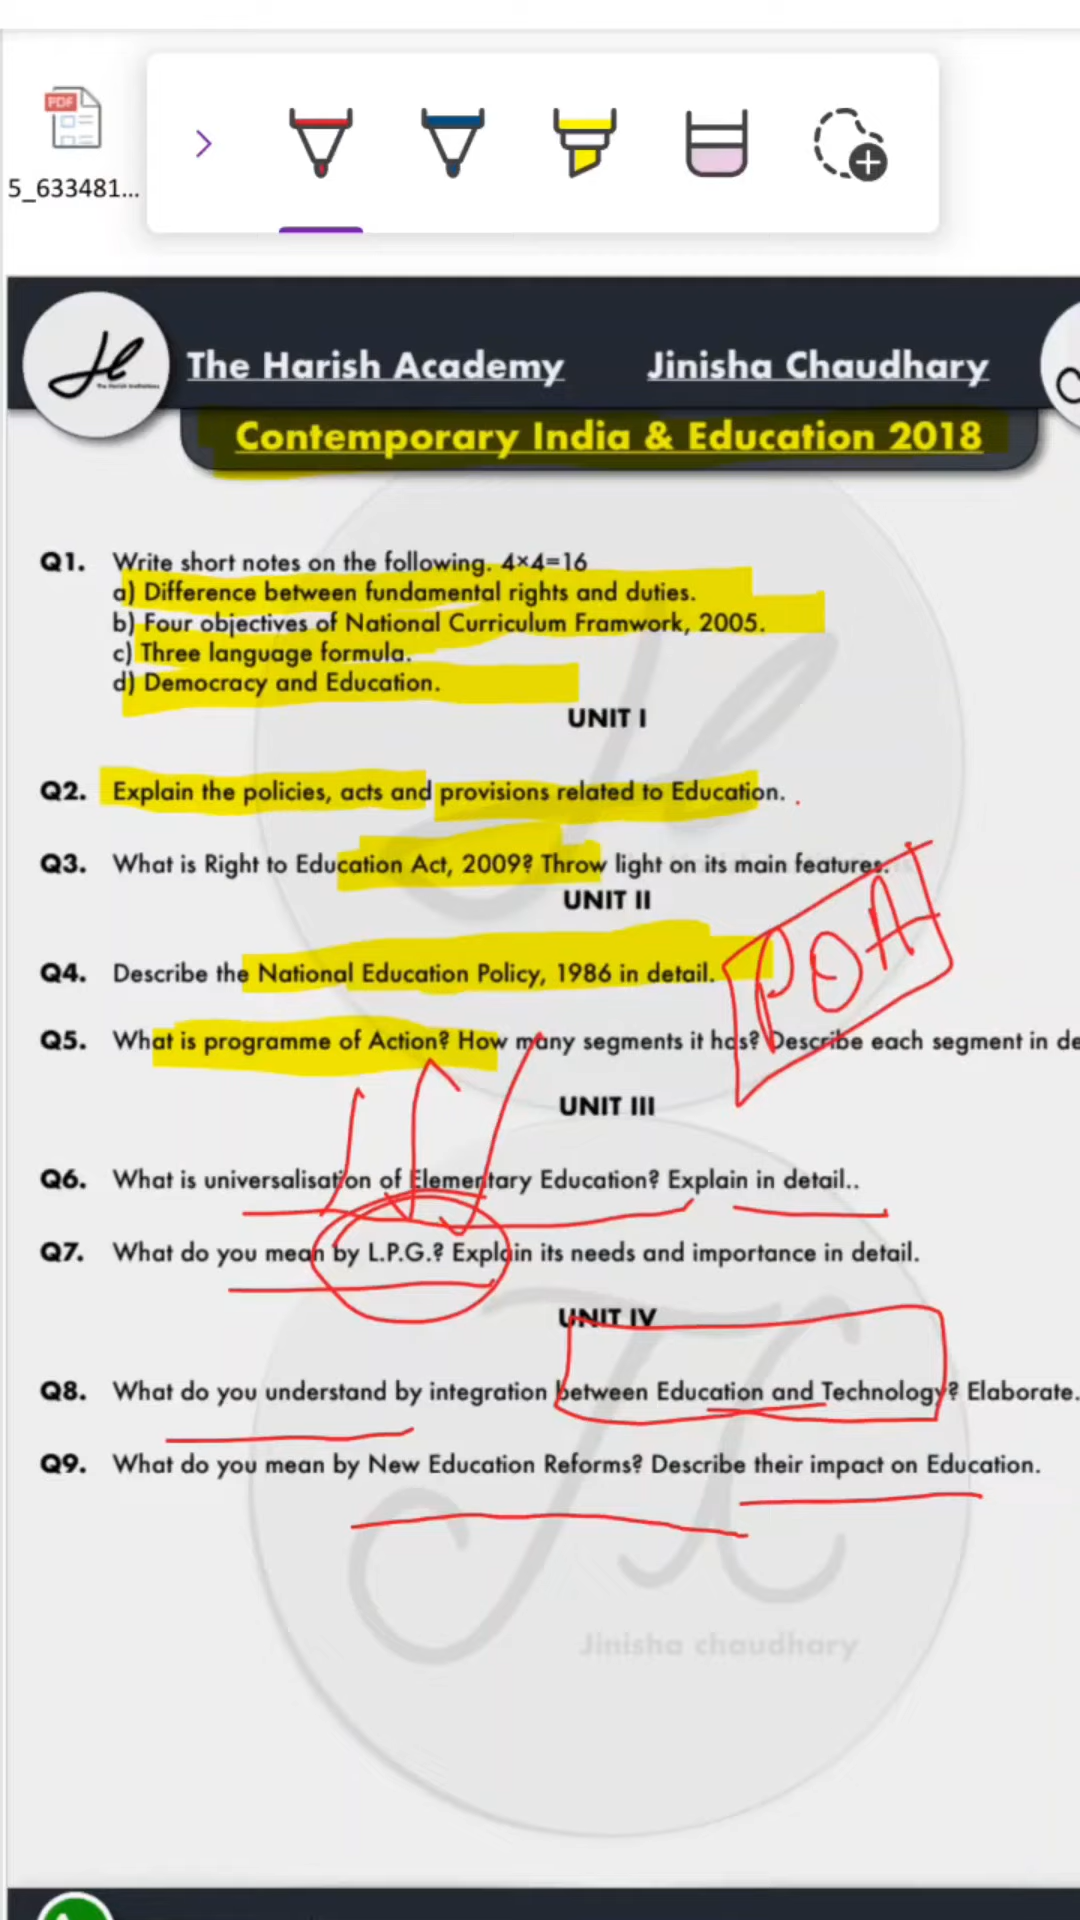 PDF
5_633481...
The Harish Academy Jinisha Chaudhary
Contemporary India & Education 2018
Q1. Write short notes on the following. 4×4=16
a) Difference between fundamental rights and duties.
b) Four objectives of National Curriculum Framwork, 2005.
c) Three language formula.
d) Democracy and Education.
UNIT I
Q2. Explain the policies, acts and provisions related to Education.
Q3. What is Right to Education Act, 2009? Throw light on its main features.
UNIT II
POA
Q4. Describe the National Education Policy, 1986 in detail.
Q5. What is programme of Action? How many segments it has? Describe each segment in de
UNIT III
Q6. What is universalisation of Elementary Education? Explain in detail..
Q7. What do you mean by L.P.G.? Explain its needs and importance in detail.
UNIT IV
Q8. What do you understand by integration between Education and Technology? Elaborate.
Q9. What do you mean by New Education Reforms? Describe their impact on Education.
Jinisha chaudhary